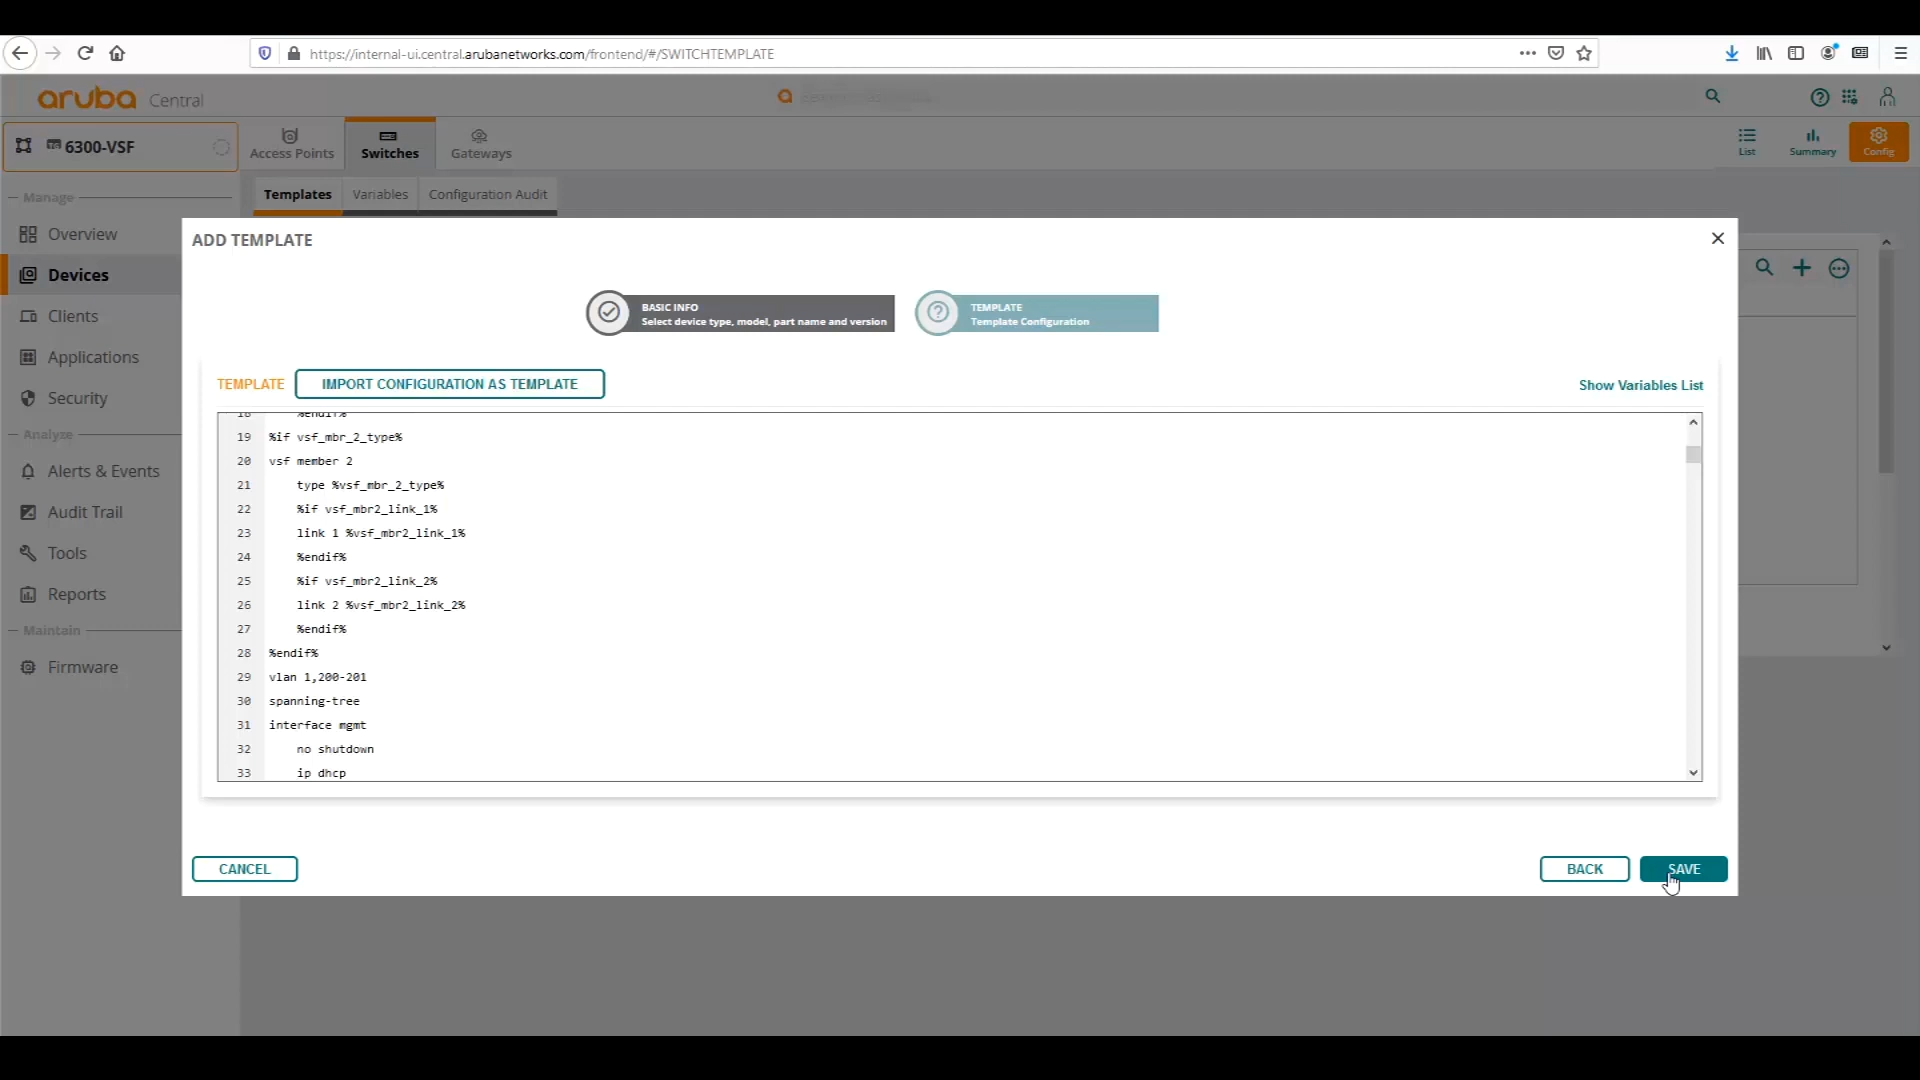 https://internal-ui.central.arubanetworks.com/frontend/#/SWITCHTEMPLATE
aruba Central
6300-VSF
Access Points
Switches
Gateways
List
Summary
Config
Templates
Variables
Configuration Audit
Manage
Overview
Devices
Clients
Applications
Security
Analyze
Alerts & Events
Audit Trail
Tools
Reports
Maintain
Firmware
ADD TEMPLATE
BASIC INFO
Select device type, model, part name and version
TEMPLATE
Template Configuration
TEMPLATE
IMPORT CONFIGURATION AS TEMPLATE
Show Variables List
18 %endif%
19 %if vsf_mbr_2_type%
20 vsf member 2
21 type %vsf_mbr_2_type%
22 %if vsf_mbr2_link_1%
23 link 1 %vsf_mbr2_link_1%
24 %endif%
25 %if vsf_mbr2_link_2%
26 link 2 %vsf_mbr2_link_2%
27 %endif%
28 %endif%
29 vlan 1,200-201
30 spanning-tree
31 interface mgmt
32 no shutdown
33 ip dhcp
CANCEL
BACK
SAVE